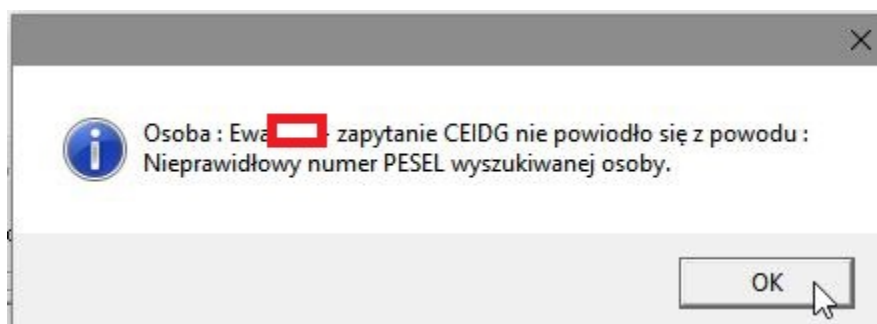 Osoba : Ewa - zapytanie CEIDG nie powiodło się z powodu :
Nieprawidłowy numer PESEL wyszukiwanej osoby.
OK